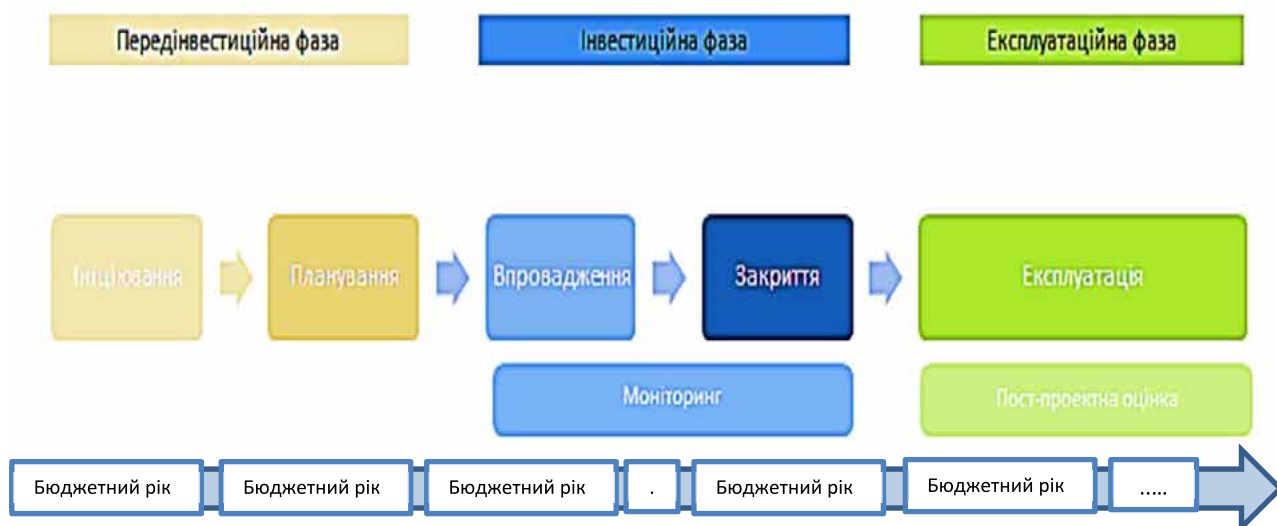 Передінвестиційна фаза
Інвестиційна фаза
Експлуатаційна фаза
Ініціювання
Планування
Впровадження
Закриття
Експлуатація
Моніторинг
Пост-проектна оцінка
Бюджетний рік
Бюджетний рік
Бюджетний рік
.
Бюджетний рік
Бюджетний рік
.....